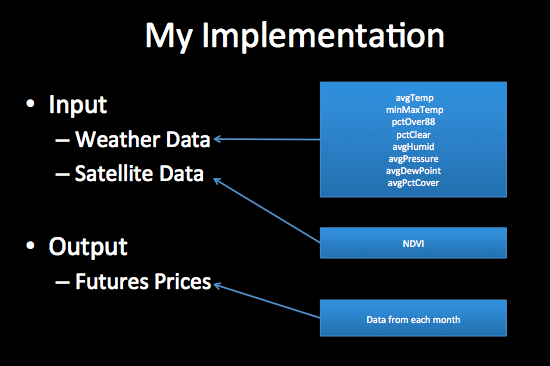 My Implementation
• Input
– Weather Data
– Satellite Data
• Output
– Futures Prices
avgTemp
minMaxTemp
pctOver88
pctClear
avgHumid
avgPressure
avgDewPoint
avgPctCover
NDVI
Data from each month